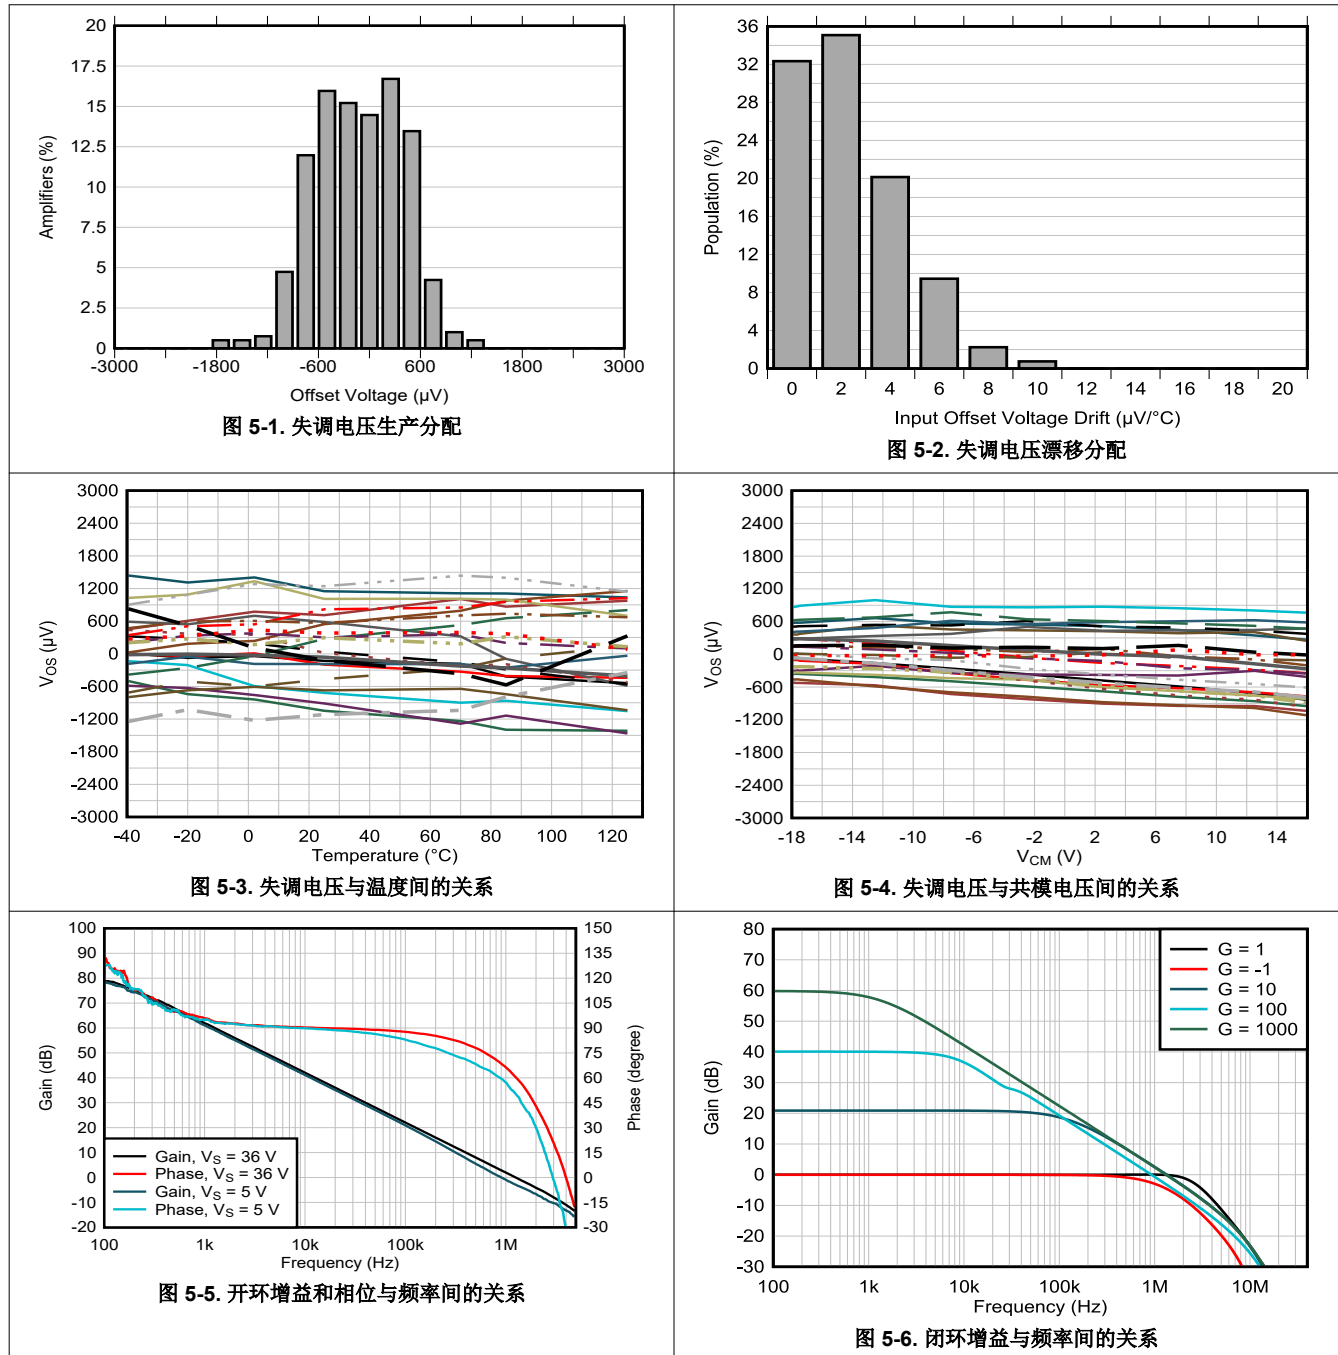 20
17.5
15
12.5
10
7.5
5
2.5
0
Amplifiers (%)
-3000 -1800 -600 600 1800 3000
Offset Voltage (µV)
图 5-1. 失调电压生产分配
36
32
28
24
20
16
12
8
4
0
Population (%)
0 2 4 6 8 10 12 14 16 18 20
Input Offset Voltage Drift (µV/°C)
图 5-2. 失调电压漂移分配
3000
2400
1800
1200
600
0
-600
-1200
-1800
-2400
-3000
VOS (µV)
-40 -20 0 20 40 60 80 100 120
Temperature (°C)
图 5-3. 失调电压与温度间的关系
3000
2400
1800
1200
600
0
-600
-1200
-1800
-2400
-3000
VOS (µV)
-18 -14 -10 -6 -2 2 6 10 14
VCM (V)
图 5-4. 失调电压与共模电压间的关系
100
90
80
70
60
50
40
30
20
10
0
-10
-20
Gain (dB)
150
135
120
105
90
75
60
45
30
15
0
-15
-30
Phase (degree)
Gain, VS = 36 V
Phase, VS = 36 V
Gain, VS = 5 V
Phase, VS = 5 V
100 1k 10k 100k 1M
Frequency (Hz)
图 5-5. 开环增益和相位与频率间的关系
80
70
60
50
40
30
20
10
0
-10
-20
-30
Gain (dB)
G = 1
G = -1
G = 10
G = 100
G = 1000
100 1k 10k 100k 1M 10M
Frequency (Hz)
图 5-6. 闭环增益与频率间的关系